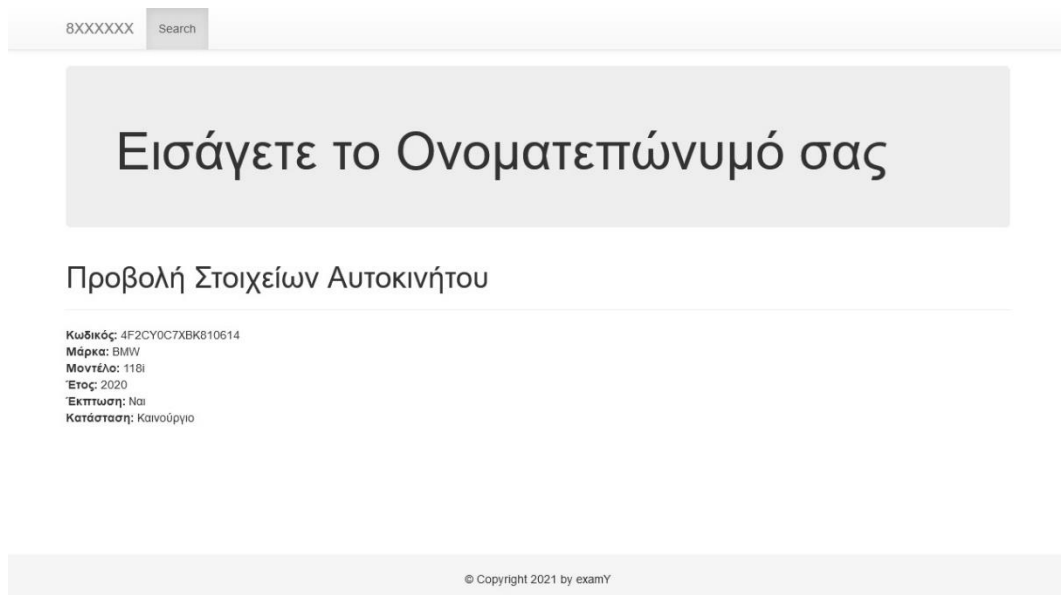 8XXXXXX Search
Εισάγετε το Ονοματεπώνυμό σας
Προβολή Στοιχείων Αυτοκινήτου
Κωδικός: 4F2CY0C7XBK810614
Μάρκα: BMW
Μοντέλο: 118i
Έτος: 2020
Έκπτωση: Ναι
Κατάσταση: Καινούργιο
© Copyright 2021 by examY